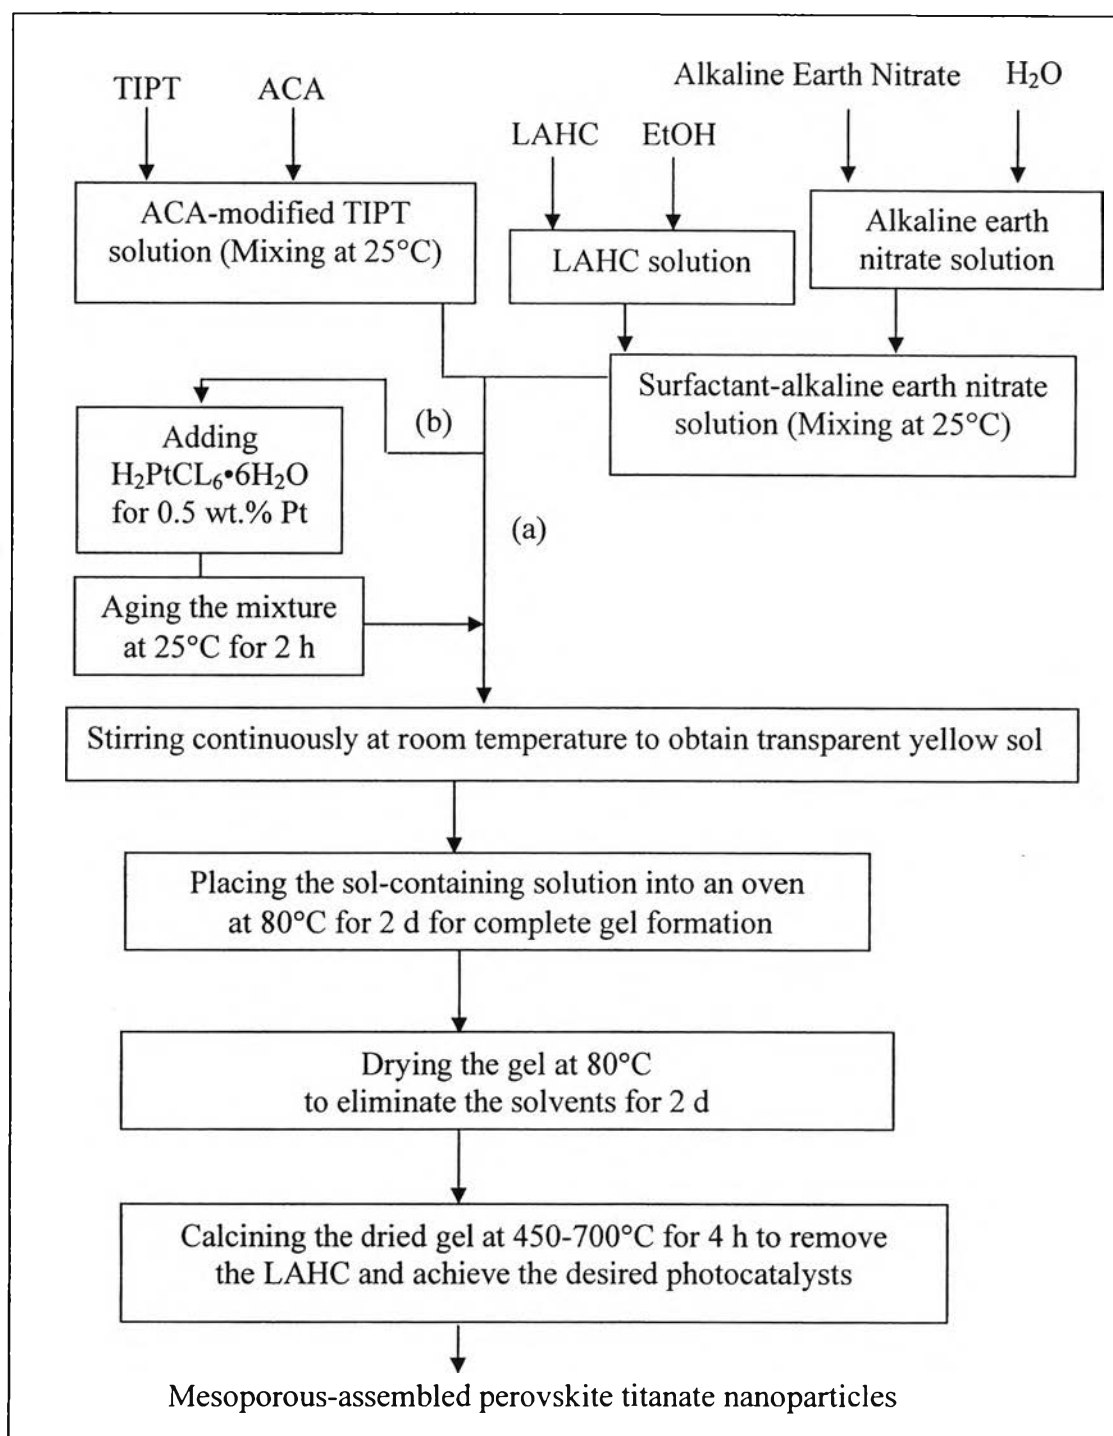 TIPT
ACA
LAHC
EtOH
Alkaline Earth Nitrate
H₂O
ACA-modified TIPT
solution (Mixing at 25°C)
LAHC solution
Alkaline earth
nitrate solution
Surfactant-alkaline earth nitrate
solution (Mixing at 25°C)
(b)
Adding
H₂PtCL₆•6H₂O
for 0.5 wt.% Pt
(a)
Aging the mixture
at 25°C for 2 h
Stirring continuously at room temperature to obtain transparent yellow sol
Placing the sol-containing solution into an oven
at 80°C for 2 d for complete gel formation
Drying the gel at 80°C
to eliminate the solvents for 2 d
Calcining the dried gel at 450-700°C for 4 h to remove
the LAHC and achieve the desired photocatalysts
Mesoporous-assembled perovskite titanate nanoparticles